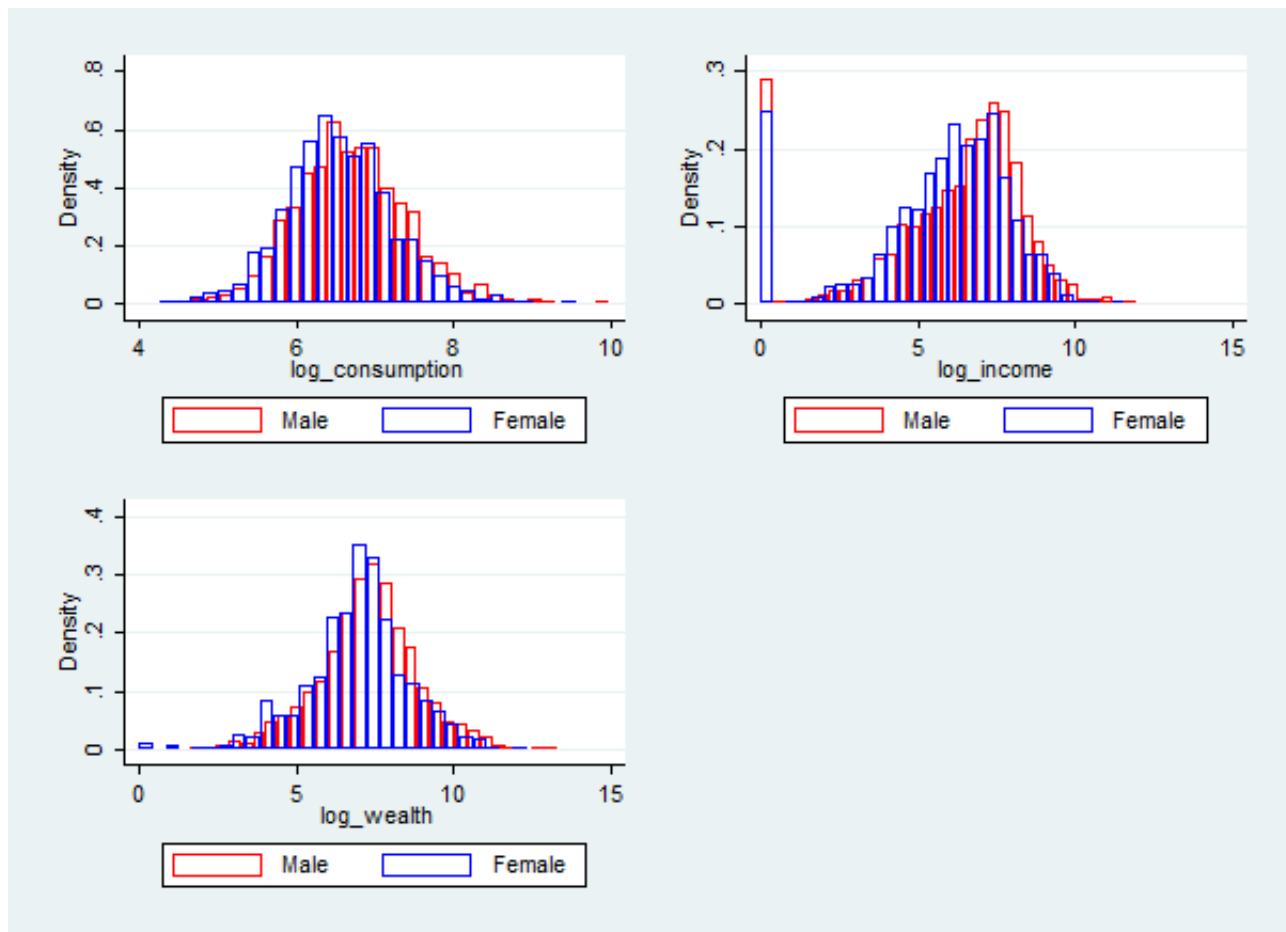 Density
0 .2 .4 .6 .8
4 6 8 10
log_consumption
Male Female
Density
0 .1 .2 .3
0 5 10 15
log_income
Male Female
Density
0 .1 .2 .3 .4
0 5 10 15
log_wealth
Male Female